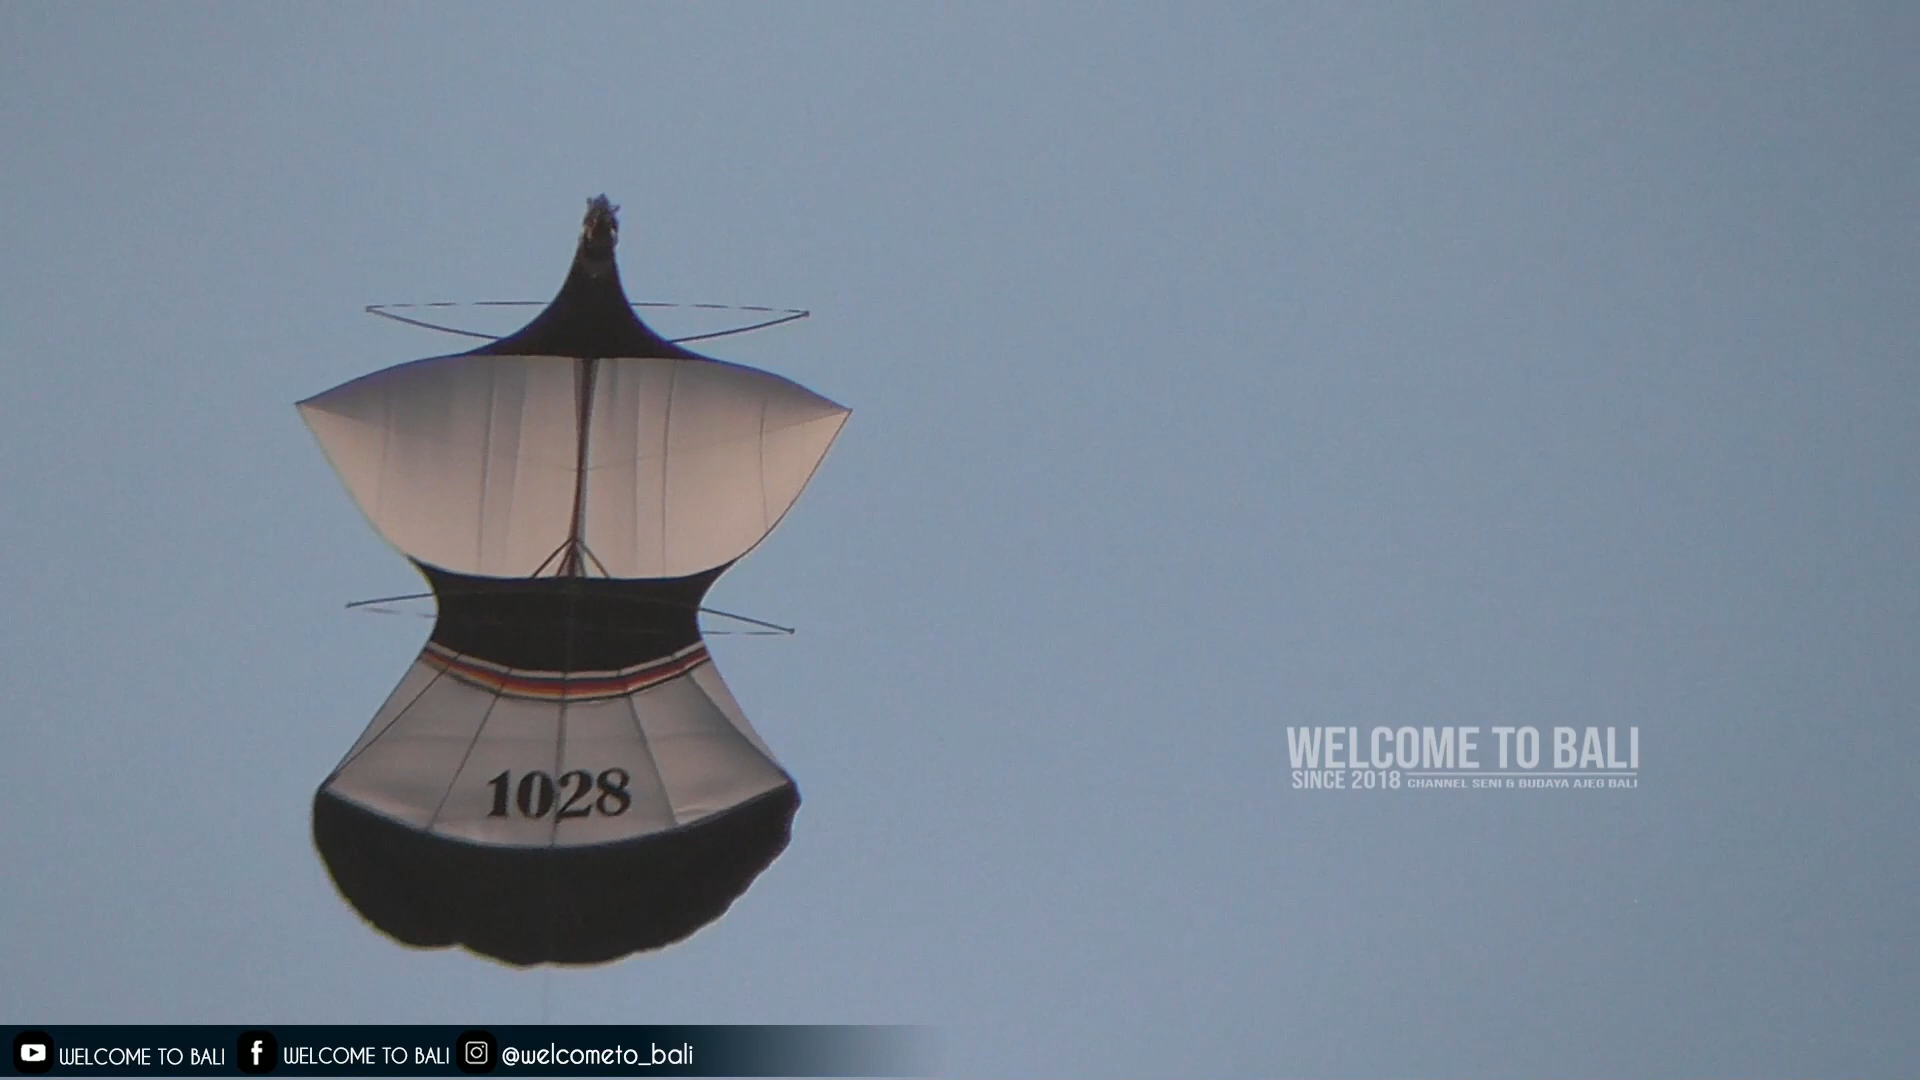 1028
WELCOME TO BALI
SINCE 2018 CHANNEL SENI & BUDAYA AJEG BALI
WELCOME TO BALI WELCOME TO BALI @welcometo_bali